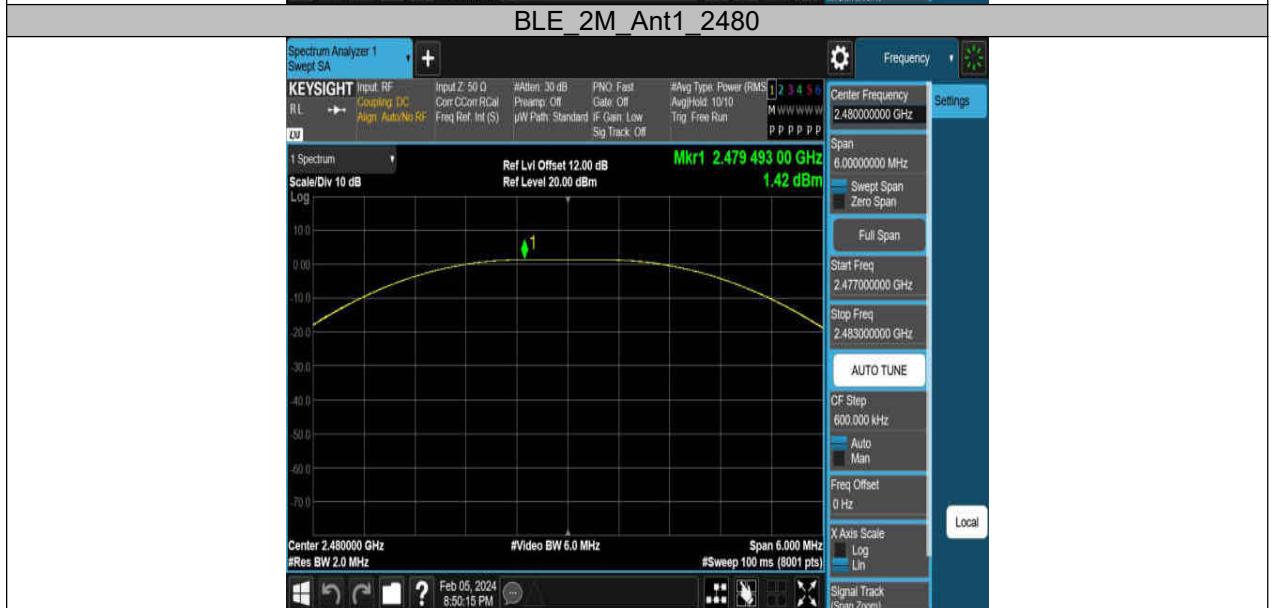 BLE_2M_Ant1_2480
Spectrum Analyzer 1
Swept SA
+
Frequency
KEYSIGHT
RL
LXI
Input: RF
Coupling: DC
Align: Auto/No RF
Input Z: 50 Ω
Corr CCorr RCal
Freq Ref: Int (S)
#Atten: 30 dB
Preamp: Off
µW Path: Standard
PNO: Fast
Gate: Off
IF Gain: Low
Sig Track: Off
#Avg Type: Power (RMS
Avg|Hold: 10/10
Trig: Free Run
1 2 3 4 5 6
M W W W W W
P P P P P P
Center Frequency
2.480000000 GHz
Settings
1 Spectrum
Scale/Div 10 dB
Ref Lvl Offset 12.00 dB
Ref Level 20.00 dBm
Mkr1 2.479 493 00 GHz
1.42 dBm
Log
10.0
0.00
-10.0
-20.0
-30.0
-40.0
-50.0
-60.0
-70.0
1
Center 2.480000 GHz
#Res BW 2.0 MHz
#Video BW 6.0 MHz
Span 6.000 MHz
#Sweep 100 ms (8001 pts)
Span
6.00000000 MHz
Swept Span
Zero Span
Full Span
Start Freq
2.477000000 GHz
Stop Freq
2.483000000 GHz
AUTO TUNE
CF Step
600.000 kHz
Auto
Man
Freq Offset
0 Hz
X Axis Scale
Log
Lin
Signal Track
(Span Zoom)
Local
?
Feb 05, 2024
8:50:15 PM